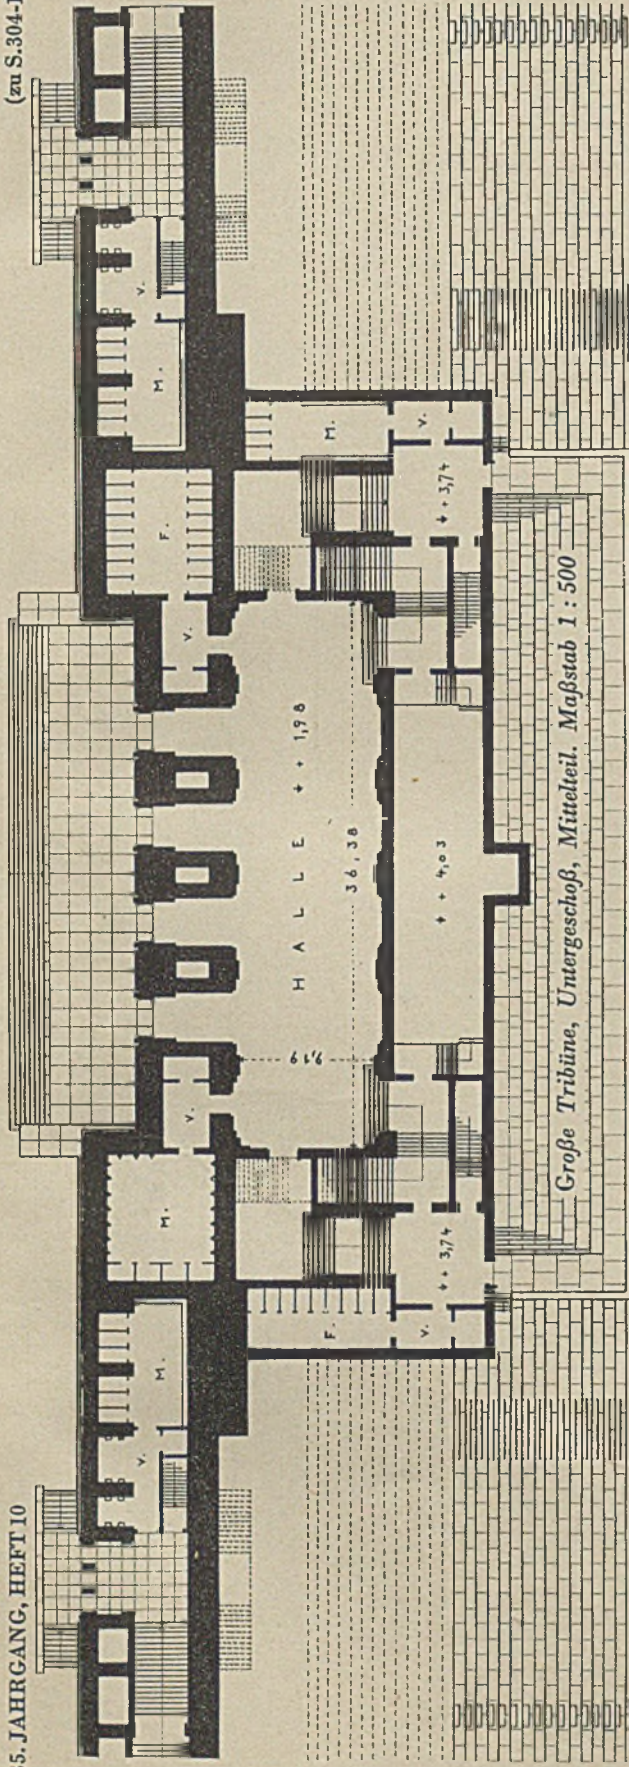 35. JAHRGANG, HEFT 10
(zu S.304-
V.
V.
M.
M.
M.
F.
V.
V.
HALLE + 1,98
9,19
F.
M.
36,38
V.
V.
+ 3,74
+ 4,03
+ 3,74
Große Tribüne, Untergeschoß, Mittelteil. Maßstab 1 : 500